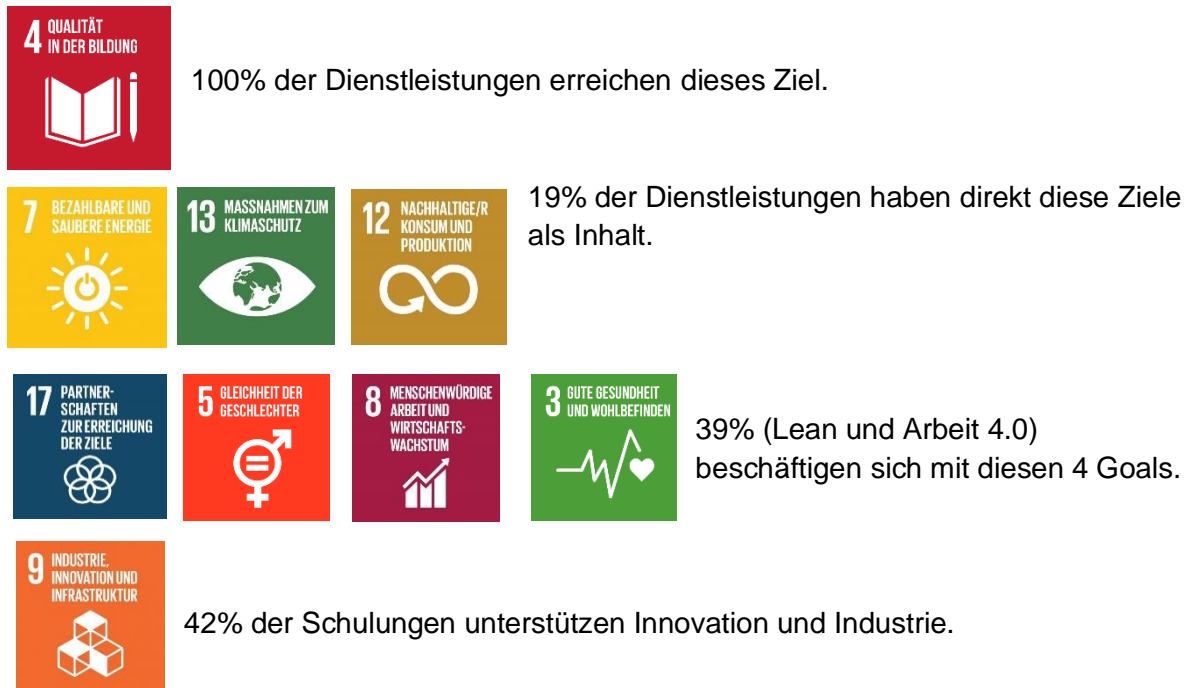 4 QUALITÄT
IN DER BILDUNG
100% der Dienstleistungen erreichen dieses Ziel.
7 BEZAHLBARE UND
SAUBERE ENERGIE
13 MASSNAHMEN ZUM
KLIMASCHUTZ
12 NACHHALTIGE/R
KONSUM UND
PRODUKTION
19% der Dienstleistungen haben direkt diese Ziele
als Inhalt.
17 PARTNER-
SCHAFTEN
ZUR ERREICHUNG
DER ZIELE
5 GLEICHHEIT DER
GESCHLECHTER
8 MENSCHENWÜRDIGE
ARBEIT UND
WIRTSCHAFTS-
WACHSTUM
3 GUTE GESUNDHEIT
UND WOHLBEFINDEN
39% (Lean und Arbeit 4.0)
beschäftigen sich mit diesen 4 Goals.
9 INDUSTRIE,
INNOVATION UND
INFRASTRUKTUR
42% der Schulungen unterstützen Innovation und Industrie.